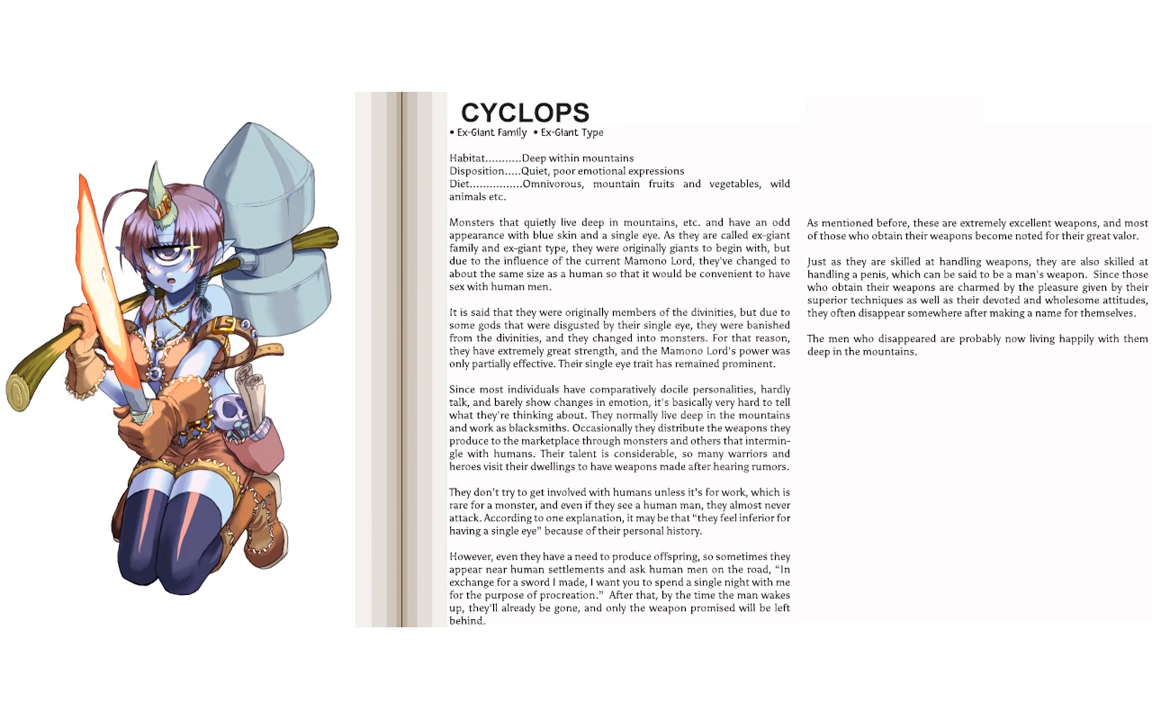 CYCLOPS
• Ex-Giant Family • Ex-Giant Type
Habitat...........Deep within mountains
Disposition.....Quiet, poor emotional expressions
Diet................Omnivorous, mountain fruits and vegetables, wild
animals etc.
Monsters that quietly live deep in mountains, etc. and have an odd
appearance with blue skin and a single eye. As they are called ex-giant
family and ex-giant type, they were originally giants to begin with, but
due to the influence of the current Mamono Lord, they've changed to
about the same size as a human so that it would be convenient to have
sex with human men.
It is said that they were originally members of the divinities, but due to
some gods that were disgusted by their single eye, they were banished
from the divinities, and they changed into monsters. For that reason,
they have extremely great strength, and the Mamono Lord's power was
only partially effective. Their single eye trait has remained prominent.
Since most individuals have comparatively docile personalities, hardly
talk, and barely show changes in emotion, it's basically very hard to tell
what they're thinking about. They normally live deep in the mountains
and work as blacksmiths. Occasionally they distribute the weapons they
produce to the marketplace through monsters and others that intermin-
gle with humans. Their talent is considerable, so many warriors and
heroes visit their dwellings to have weapons made after hearing rumors.
They don't try to get involved with humans unless it's for work, which is
rare for a monster, and even if they see a human man, they almost never
attack. According to one explanation, it may be that "they feel inferior for
having a single eye" because of their personal history.
However, even they have a need to produce offspring, so sometimes they
appear near human settlements and ask human men on the road, "In
exchange for a sword I made, I want you to spend a single night with me
for the purpose of procreation." After that, by the time the man wakes
up, they'll already be gone, and only the weapon promised will be left
behind.
As mentioned before, these are extremely excellent weapons, and most
of those who obtain their weapons become noted for their great valor.
Just as they are skilled at handling weapons, they are also skilled at
handling a penis, which can be said to be a man's weapon. Since those
who obtain their weapons are charmed by the pleasure given by their
superior techniques as well as their devoted and wholesome attitudes,
they often disappear somewhere after making a name for themselves.
The men who disappeared are probably now living happily with them
deep in the mountains.